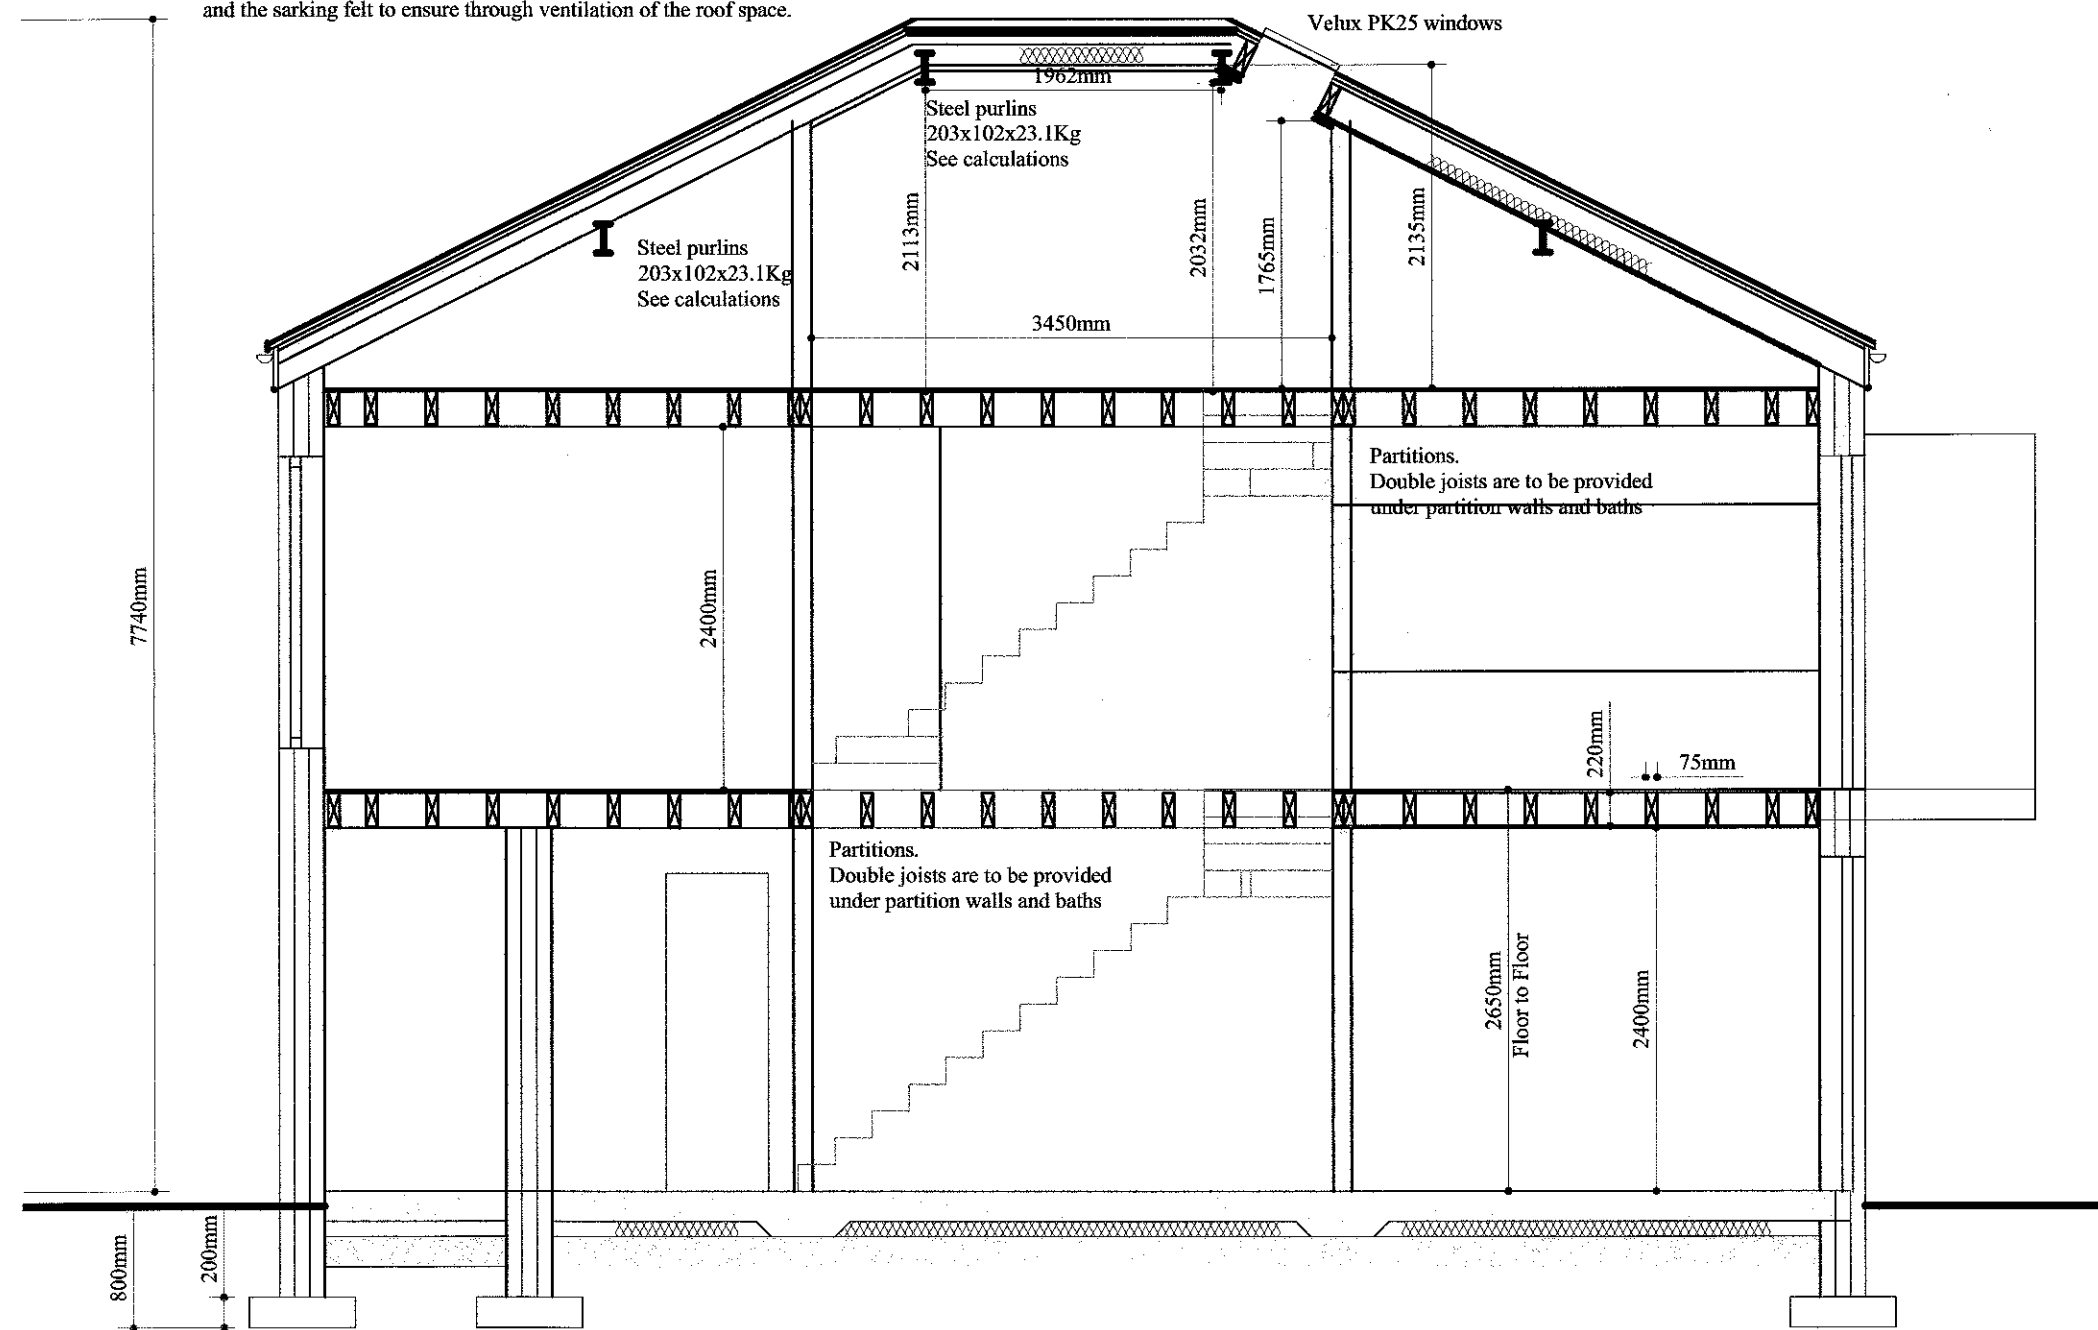 and the sarking felt to ensure through ventilation of the roof space.
Velux PK25 windows
1962mm
Steel purlins
203x102x23.1Kg
See calculations
Steel purlins
203x102x23.1Kg
See calculations
2113mm
2032mm
1765mm
2135mm
3450mm
Partitions.
Double joists are to be provided
under partition walls and baths
7740mm
2400mm
220mm
75mm
Partitions.
Double joists are to be provided
under partition walls and baths
2650mm
Floor to Floor
2400mm
800mm
200mm